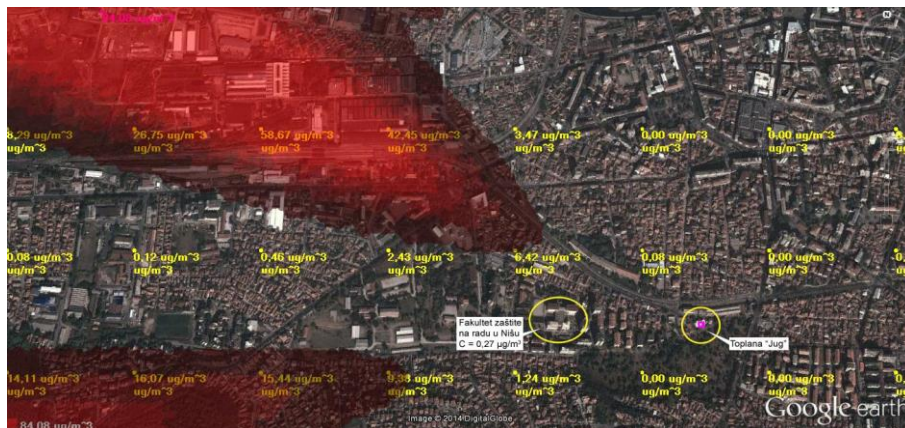 8,29 ug/m^3 26,75 ug/m^3 58,67 ug/m^3 42,45 ug/m^3 3,47 ug/m^3 0,00 ug/m^3 0,00 ug/m^3
ug/m^3 ug/m^3 ug/m^3 ug/m^3 ug/m^3 ug/m^3 ug/m^3
0,08 ug/m^3 0,12 ug/m^3 0,46 ug/m^3 2,43 ug/m^3 6,42 ug/m^3 0,08 ug/m^3 0,00 ug/m^3
ug/m^3 ug/m^3 ug/m^3 ug/m^3 ug/m^3 ug/m^3 ug/m^3
Fakultet zaštite
na radu u Nišu
C = 0,27 µg/m³
Toplana "Jug"
14,11 ug/m^3 16,07 ug/m^3 15,44 ug/m^3 ug/m^3 1,24 ug/m^3 0,00 ug/m^3 0,00 ug/m^3
ug/m^3 ug/m^3 ug/m^3 ug/m^3 ug/m^3 ug/m^3 ug/m^3
84,08 ug/m^3
Image © 2014 DigitalGlobe
Google earth